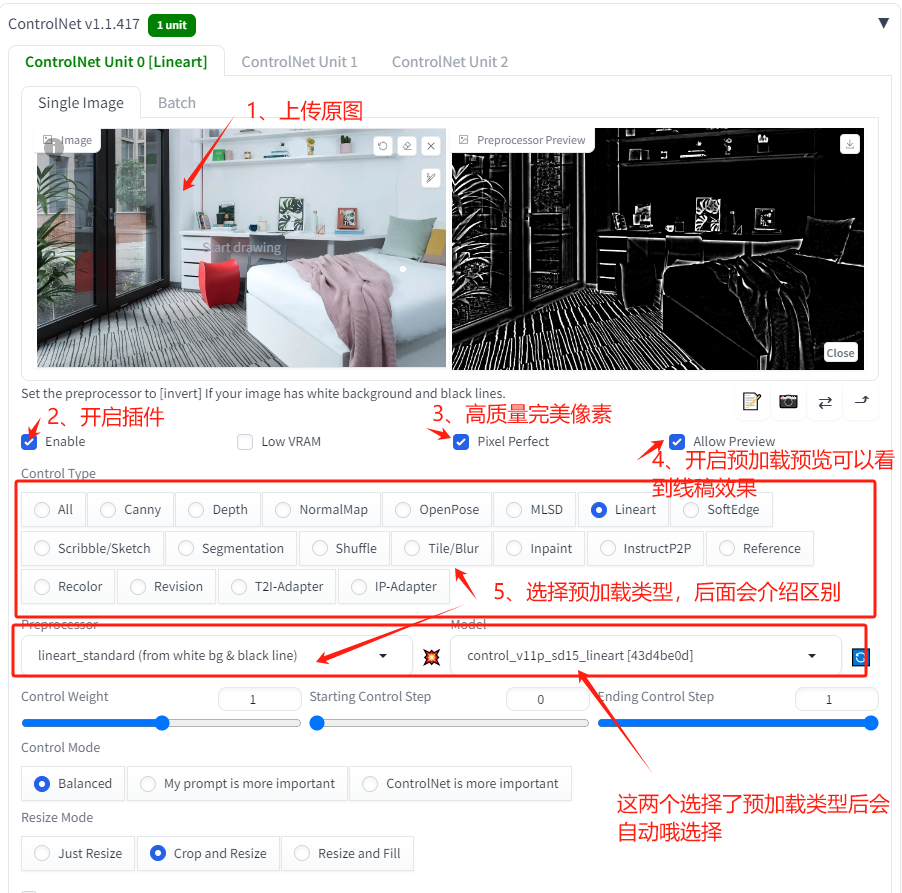 ControlNet v1.1.417 1 unit
ControlNet Unit 0 [Lineart] ControlNet Unit 1 ControlNet Unit 2
Single Image Batch
1、上传原图
Image
Preprocessor Preview
Start drawing
Close
Set the preprocessor to [invert] If your image has white background and black lines.
2、开启插件
3、高质量完美像素
Enable Low VRAM Pixel Perfect Allow Preview
4、开启预加载预览可以看
到线稿效果
Control Type
All Canny Depth NormalMap OpenPose MLSD Lineart SoftEdge
Scribble/Sketch Segmentation Shuffle Tile/Blur Inpaint InstructP2P Reference
Recolor Revision T2I-Adapter IP-Adapter
5、选择预加载类型，后面会介绍区别
Preprocessor Model
lineart_standard (from white bg & black line) control_v11p_sd15_lineart [43d4be0d]
Control Weight 1 Starting Control Step 0 Ending Control Step 1
Control Mode
Balanced My prompt is more important ControlNet is more important
这两个选择了预加载类型后会
自动哦选择
Resize Mode
Just Resize Crop and Resize Resize and Fill